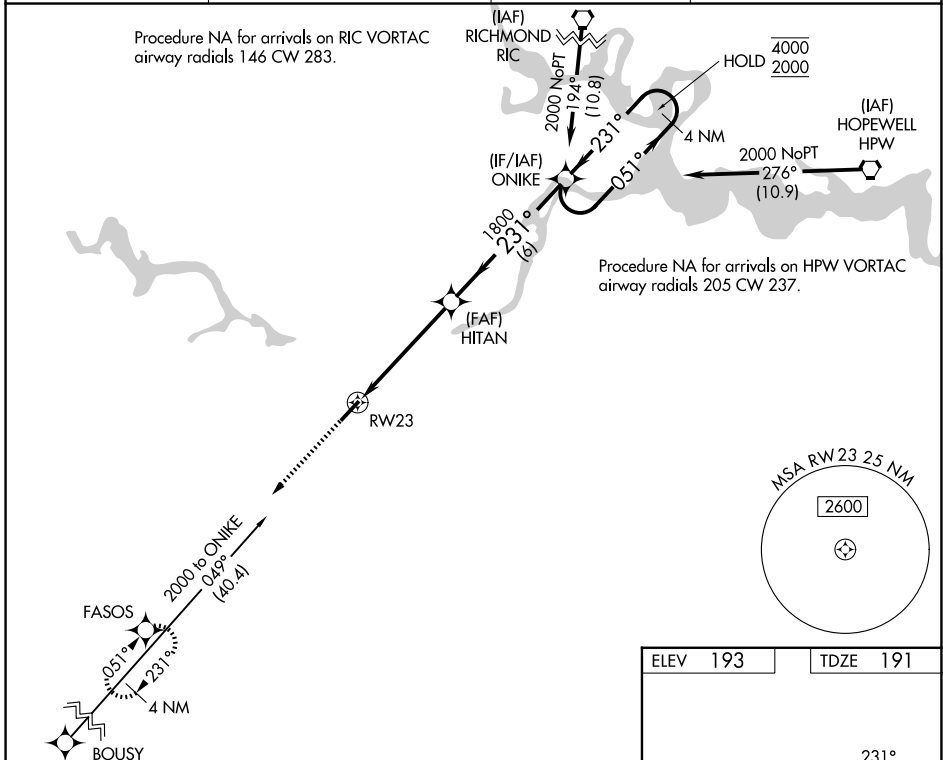 Procedure NA for arrivals on RIC VORTAC
airway radials 146 CW 283.
(IAF)
RICHMOND
RIC
2000 NoPT
194°
(10.8)
HOLD 4000
2000
4 NM
231°
051°
(IAF)
HOPEWELL
HPW
2000 NoPT
276°
(10.9)
(IF/IAF)
ONIKE
1800
231°
(6)
Procedure NA for arrivals on HPW VORTAC
airway radials 205 CW 237.
(FAF)
HITAN
RW23
MSA RW23 25 NM
2600
2000 to ONIKE
049°
(40.4)
FASOS
051°
231°
4 NM
BOUSY
ELEV 193
TDZE 191
231°